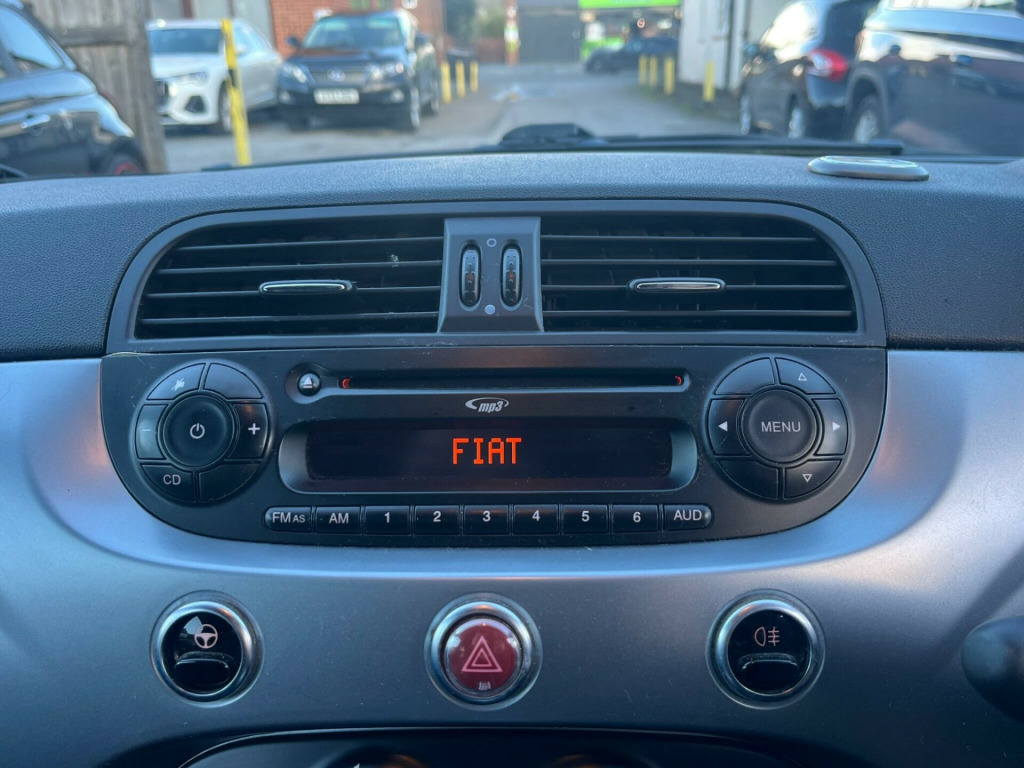 mp3
FIAT
MENU
+
-
CD
FM AS AM 1 2 3 4 5 6 AUD